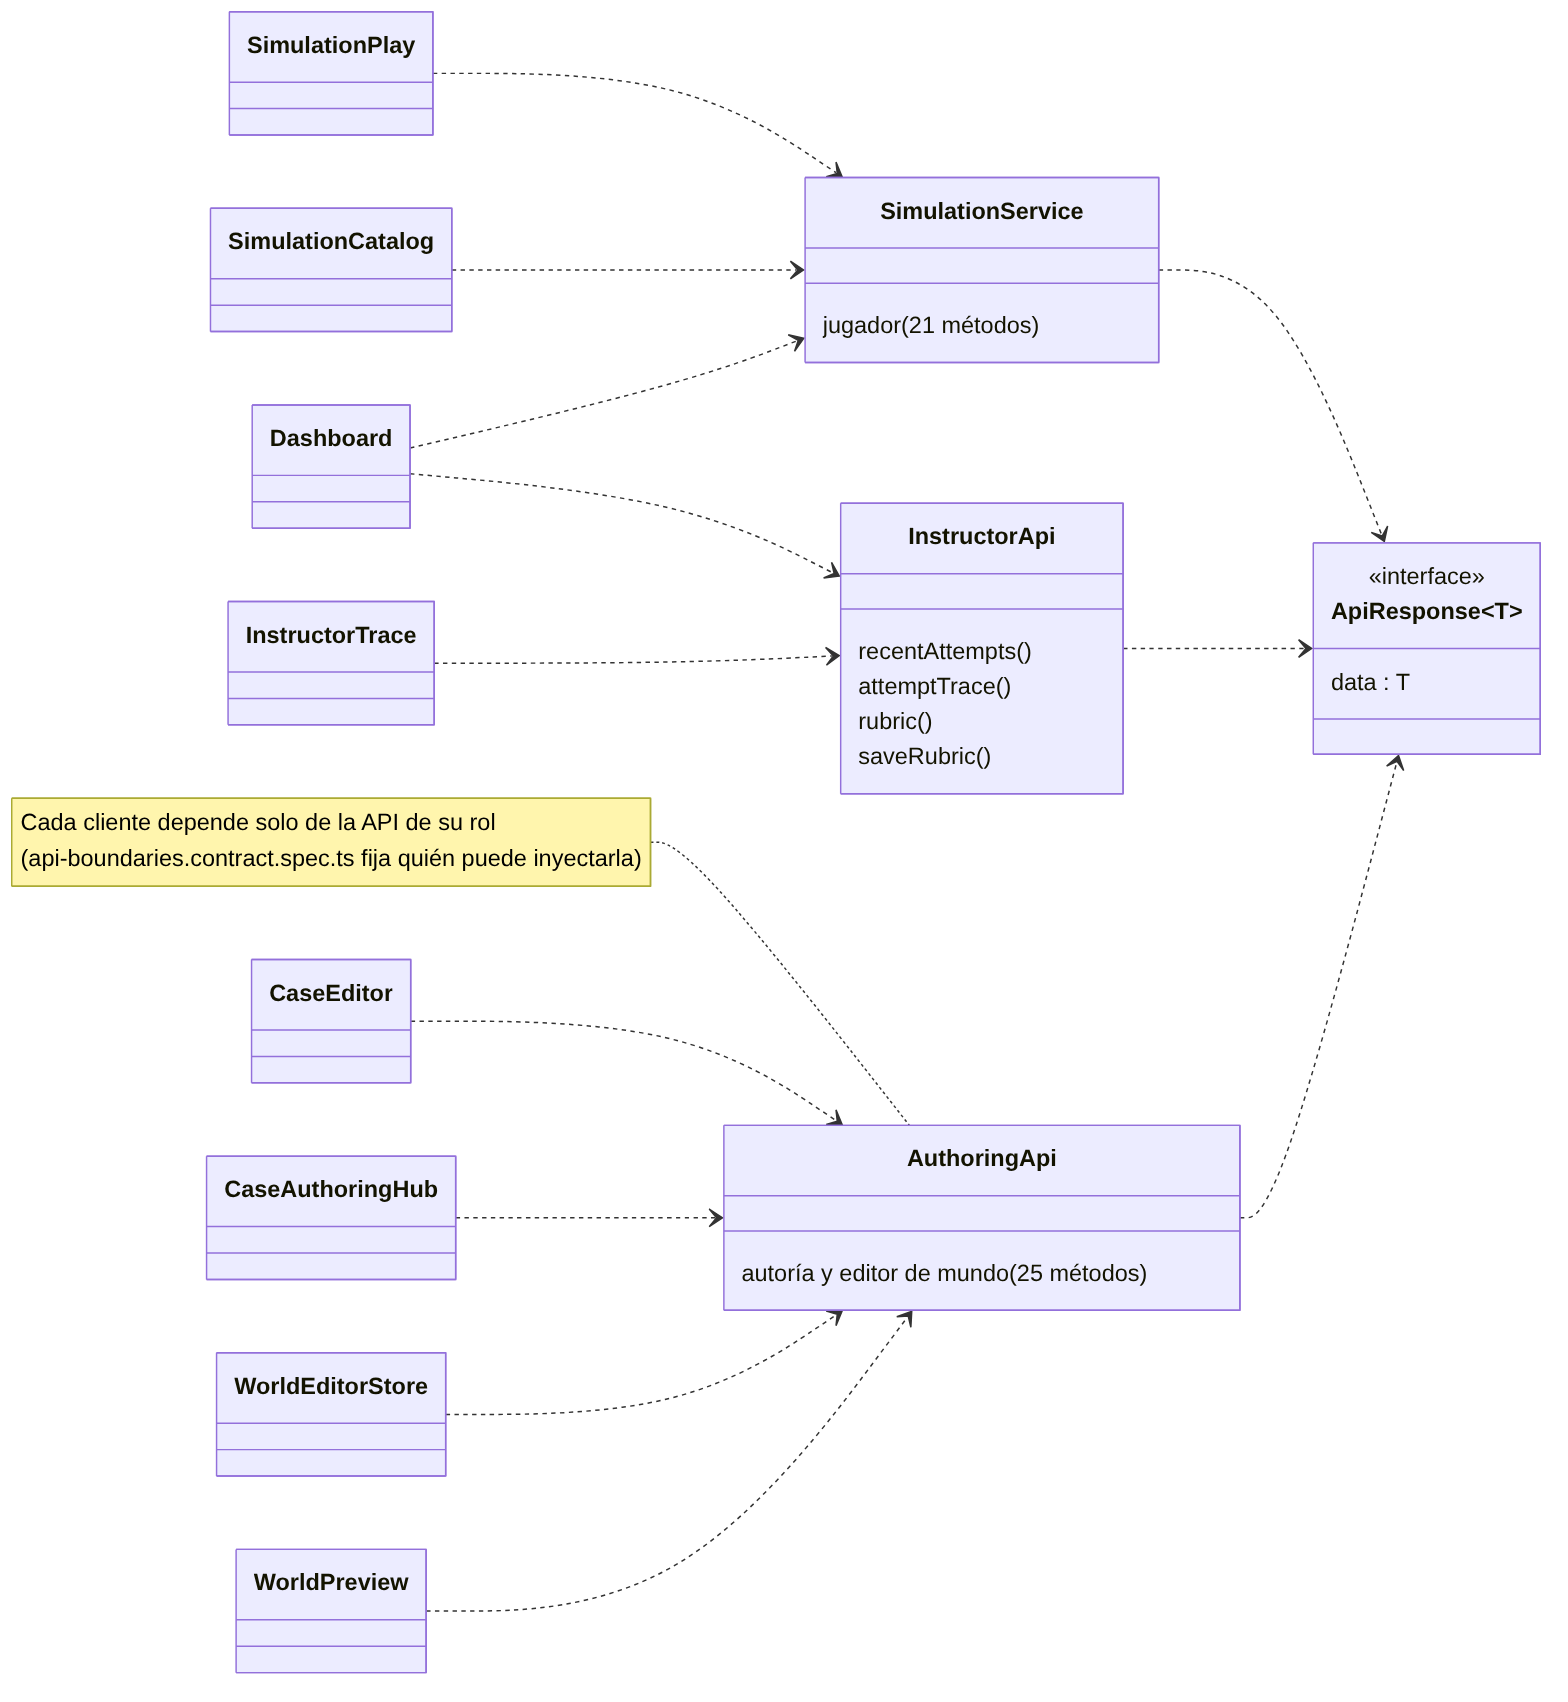 SimulationPlay
SimulationService
jugador(21 métodos)
SimulationCatalog
Dashboard
InstructorApi
recentAttempts()
attemptTrace()
rubric()
saveRubric()
«interface»
ApiResponse<T>
data : T
InstructorTrace
Cada cliente depende solo de la API de su rol
(api-boundaries.contract.spec.ts fija quién puede inyectarla)
CaseEditor
AuthoringApi
autoría y editor de mundo(25 métodos)
CaseAuthoringHub
WorldEditorStore
WorldPreview